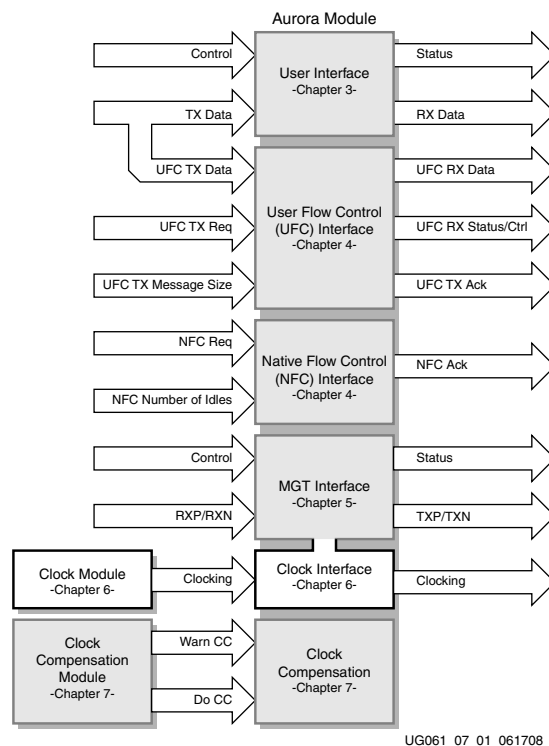 Aurora Module
Control
User Interface
-Chapter 3-
Status
TX Data
RX Data
UFC TX Data
UFC RX Data
UFC TX Req
User Flow Control
(UFC) Interface
-Chapter 4-
UFC RX Status/Ctrl
UFC TX Message Size
UFC TX Ack
NFC Req
Native Flow Control
(NFC) Interface
-Chapter 4-
NFC Ack
NFC Number of Idles
Control
MGT Interface
-Chapter 5-
Status
RXP/RXN
TXP/TXN
Clock Module
-Chapter 6-
Clocking
Clock Interface
-Chapter 6-
Clocking
Clock
Compensation
Module
-Chapter 7-
Warn CC
Do CC
Clock
Compensation
-Chapter 7-
UG061_07_01_061708